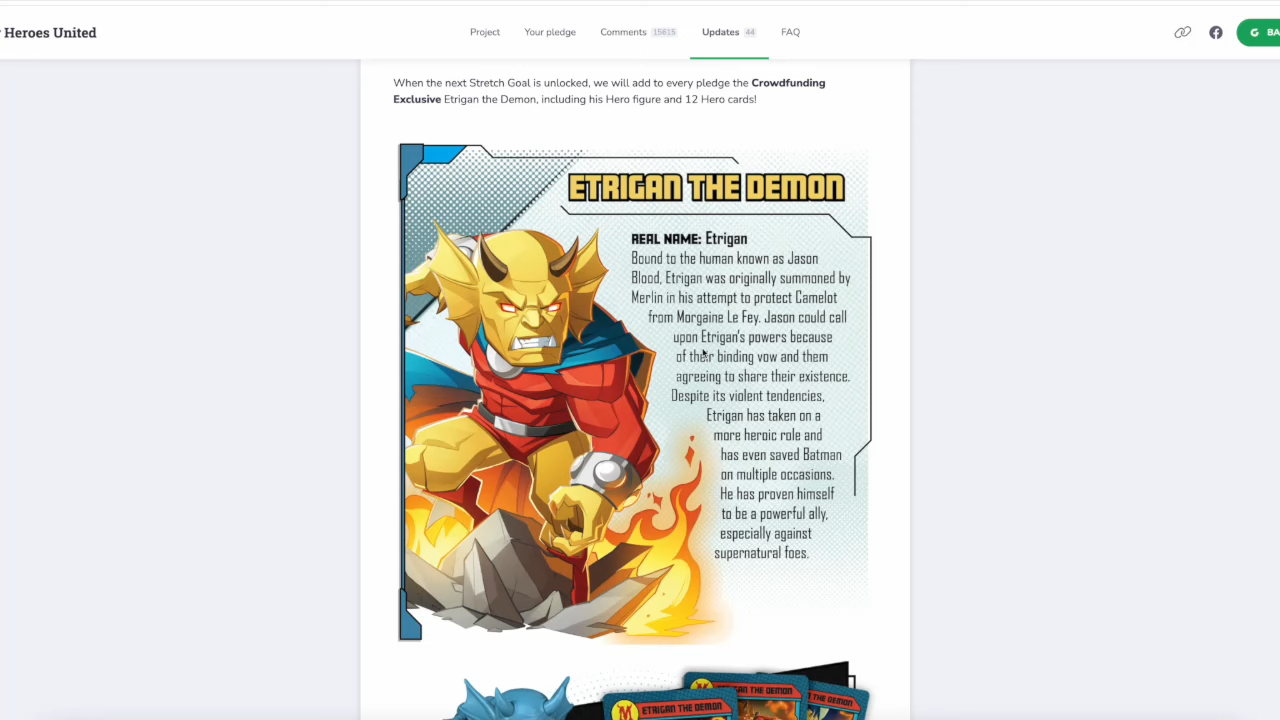 Heroes United
Project
Your pledge
Comments 15615
Updates 44
FAQ
BA
When the next Stretch Goal is unlocked, we will add to every pledge the Crowdfunding
Exclusive Etrigan the Demon, including his Hero figure and 12 Hero cards!
ETRIGAN THE DEMON
REAL NAME: Etrigan
Bound to the human known as Jason
Blood, Etrigan was originally summoned by
Merlin in his attempt to protect Camelot
from Morgaine Le Fey. Jason could call
upon Etrigan's powers because
of their binding vow and them
agreeing to share their existence.
Despite its violent tendencies,
Etrigan has taken on a
more heroic role and
has even saved Batman
on multiple occasions.
He has proven himself
to be a powerful ally,
especially against
supernatural foes.
GAN THE DEMON
THE DEMON
ETRIGAN THE DEMON